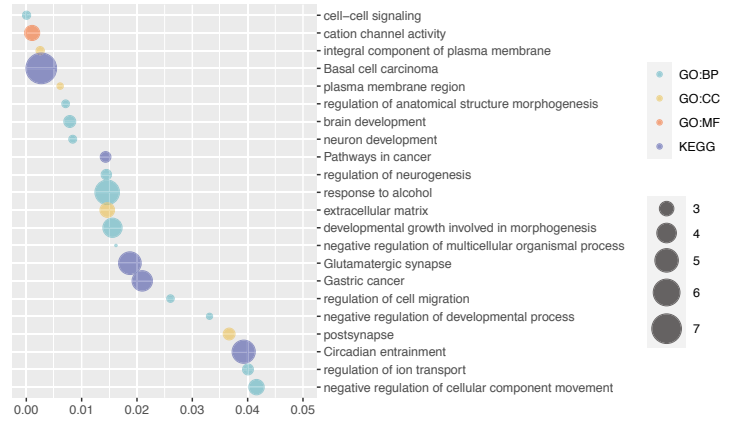 cell-cell signaling
cation channel activity
integral component of plasma membrane
Basal cell carcinoma
plasma membrane region
regulation of anatomical structure morphogenesis
brain development
neuron development
Pathways in cancer
regulation of neurogenesis
response to alcohol
extracellular matrix
developmental growth involved in morphogenesis
negative regulation of multicellular organismal process
Glutamatergic synapse
Gastric cancer
regulation of cell migration
negative regulation of developmental process
postsynapse
Circadian entrainment
regulation of ion transport
negative regulation of cellular component movement
0.00 0.01 0.02 0.03 0.04 0.05
GO:BP
GO:CC
GO:MF
KEGG
3
4
5
6
7